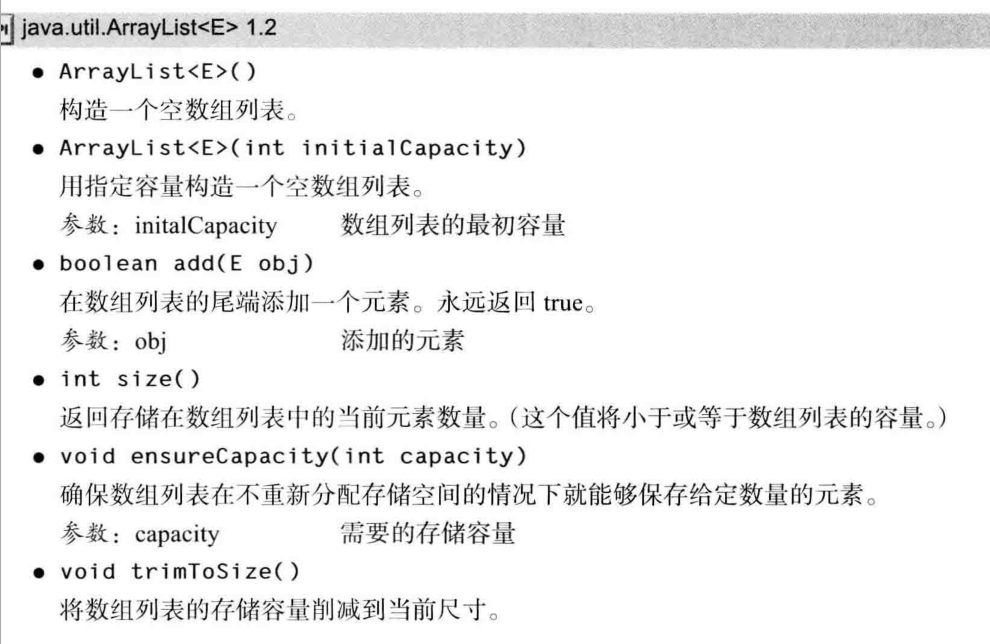 java.util.ArrayList<E> 1.2
● ArrayList<E>()
构造一个空数组列表。
● ArrayList<E>(int initialCapacity)
用指定容量构造一个空数组列表。
参数：initalCapacity 数组列表的最初容量
● boolean add(E obj)
在数组列表的尾端添加一个元素。永远返回 true。
参数：obj 添加的元素
● int size()
返回存储在数组列表中的当前元素数量。（这个值将小于或等于数组列表的容量。）
● void ensureCapacity(int capacity)
确保数组列表在不重新分配存储空间的情况下就能够保存给定数量的元素。
参数：capacity 需要的存储容量
● void trimToSize()
将数组列表的存储容量削减到当前尺寸。